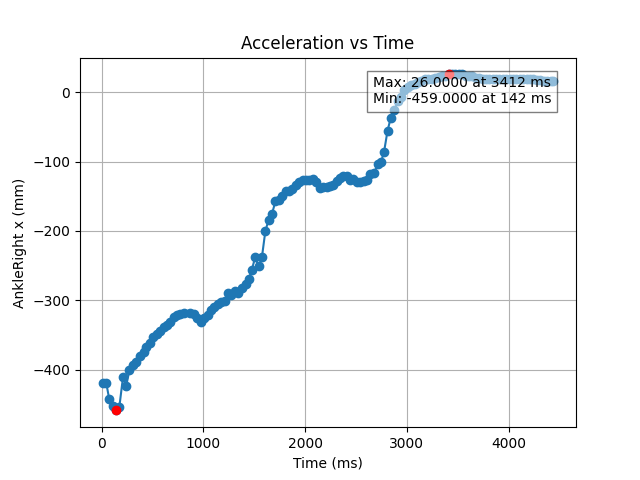 Acceleration vs Time
Max: 26.0000 at 3412 ms
Min: -459.0000 at 142 ms
AnkleRight x (mm)
0
−100
−200
−300
−400
0 1000 2000 3000 4000
Time (ms)